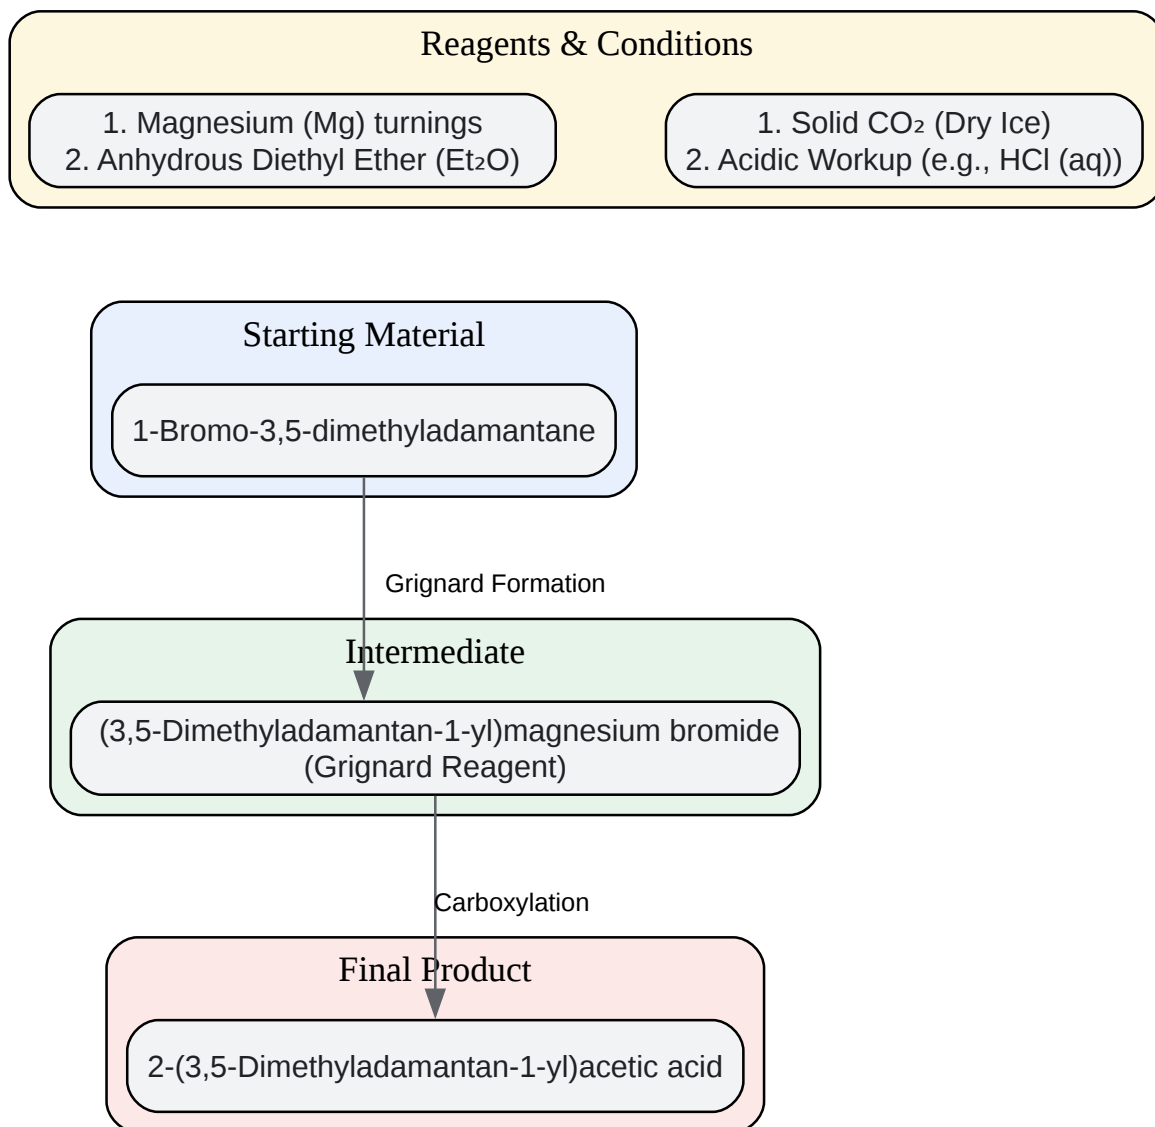 Reagents & Conditions
1. Magnesium (Mg) turnings
2. Anhydrous Diethyl Ether (Et₂O)
1. Solid CO₂ (Dry Ice)
2. Acidic Workup (e.g., HCl (aq))
Starting Material
1-Bromo-3,5-dimethyladamantane
Grignard Formation
Intermediate
(3,5-Dimethyladamantan-1-yl)magnesium bromide
(Grignard Reagent)
Carboxylation
Final Product
2-(3,5-Dimethyladamantan-1-yl)acetic acid